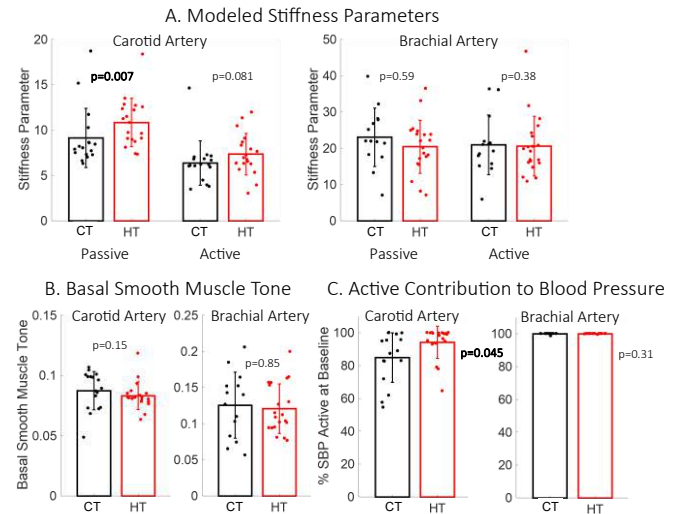 A. Modeled Stiffness Parameters
Carotid Artery
Brachial Artery
Stiffness Parameter
20
15
10
5
0
p=0.007
p=0.081
CT
HT
CT
HT
Passive
Active
Stiffness Parameter
50
40
30
20
10
0
p=0.59
p=0.38
CT
HT
CT
HT
Passive
Active
B. Basal Smooth Muscle Tone
C. Active Contribution to Blood Pressure
Carotid Artery
Brachial Artery
Carotid Artery
Brachial Artery
Basal Smooth Muscle Tone
0.15
0.1
0.05
0
p=0.15
CT
HT
0.25
0.2
0.15
0.1
0.05
0
p=0.85
CT
HT
% SBP Active at Baseline
100
80
60
40
20
0
p=0.045
CT
HT
100
80
60
40
20
0
p=0.31
CT
HT